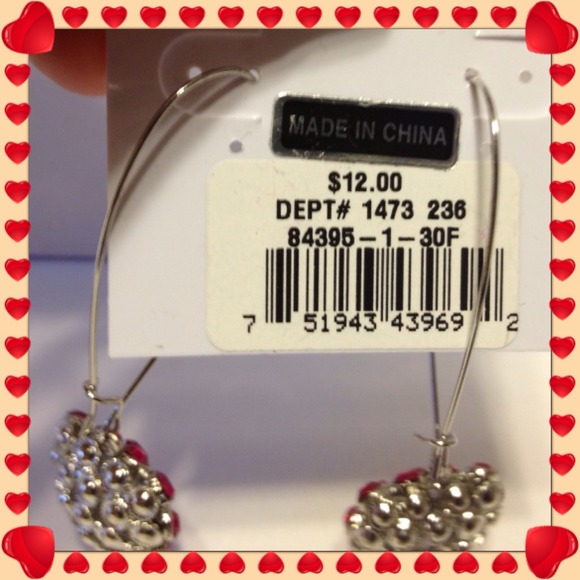 MADE IN CHINA
$12.00
DEPT# 1473 236
84395-1-30F
7 51943 43969 2